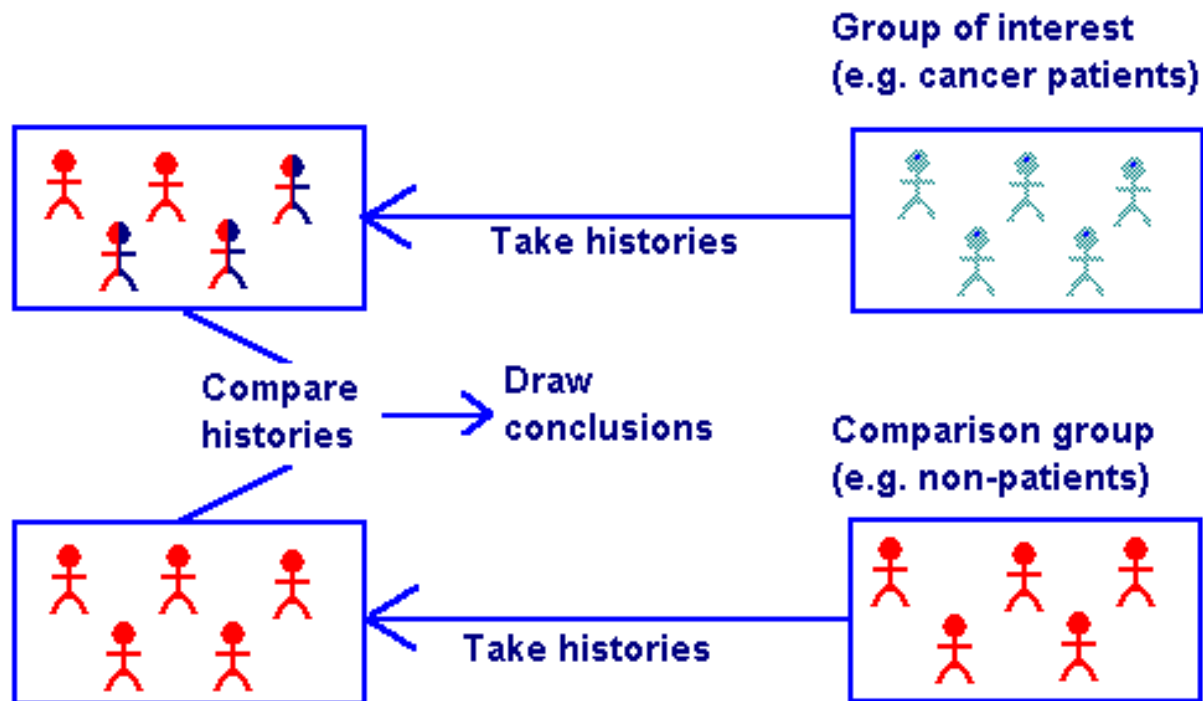 Group of interest
(e.g. cancer patients)
Take histories
Compare
histories
Draw
conclusions
Comparison group
(e.g. non-patients)
Take histories